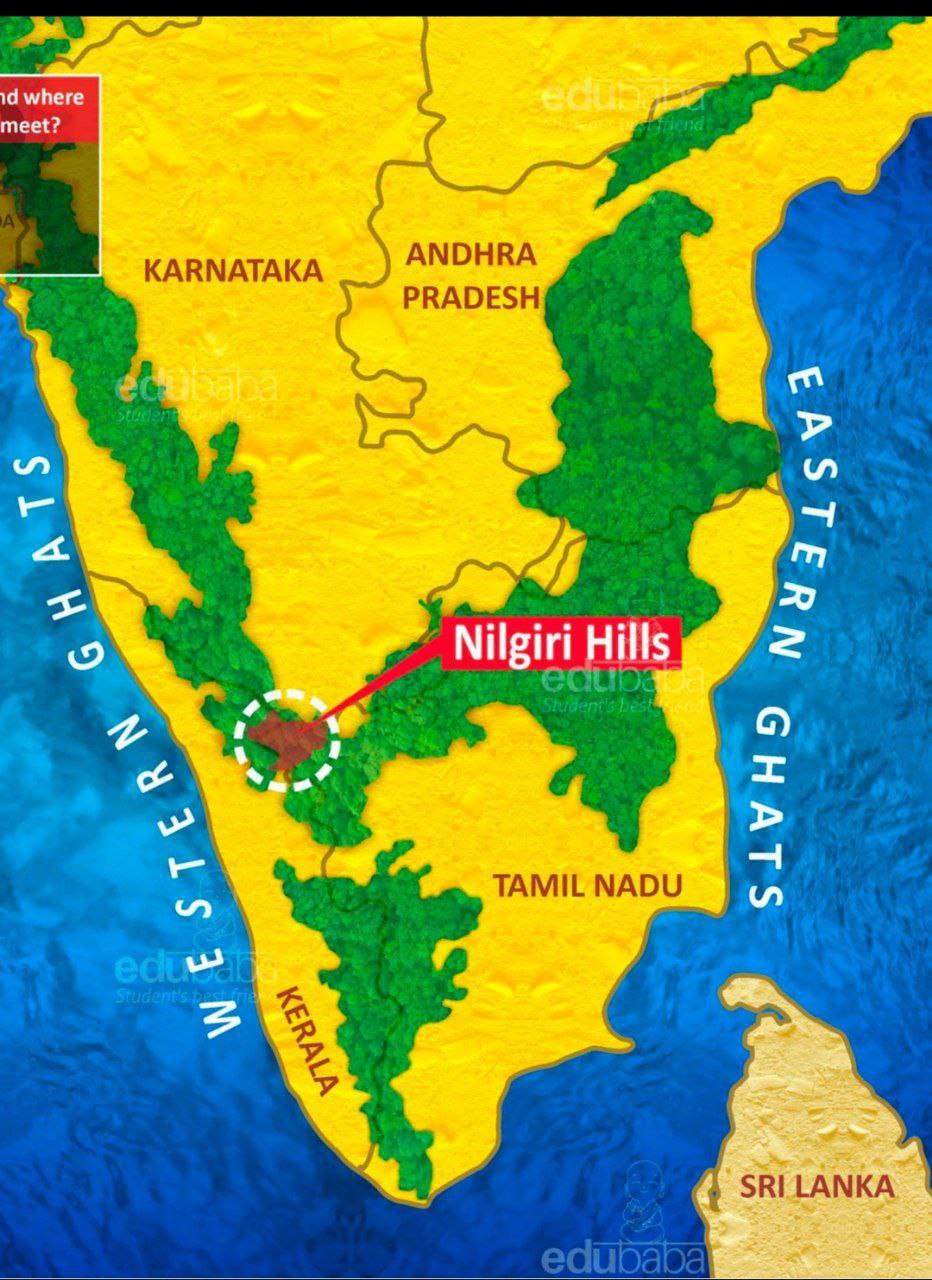 nd where
meet?
edubaba
Student's best friend
DA
KARNATAKA
ANDHRA
PRADESH
edubaba
Student's best friend
EASTERN GHATS
WESTERN GHATS
Nilgiri Hills
edubaba
Student's best friend
TAMIL NADU
edubaba
Student's best friend
KERALA
SRI LANKA
edubaba